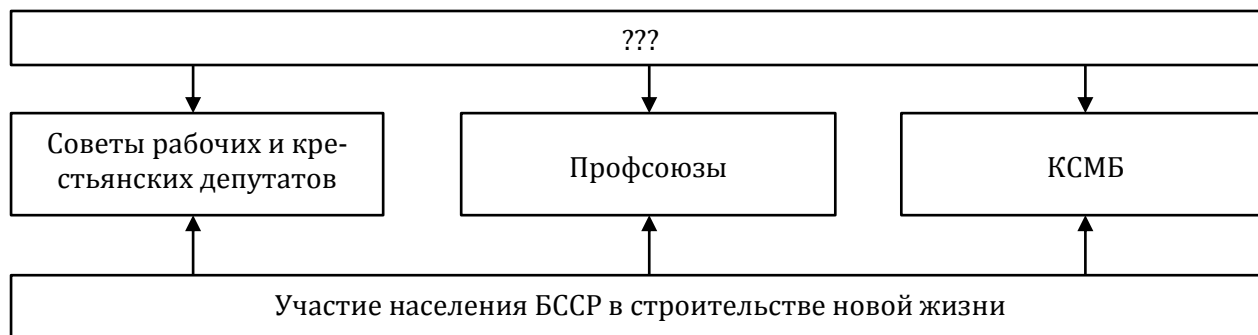 ???
Советы рабочих и кре-
стьянских депутатов
Профсоюзы
КСМБ
Участие населения БССР в строительстве новой жизни